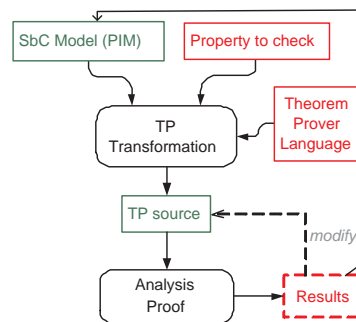 SbC Model (PIM)
Property to check
Theorem
Prover
Language
TP
Transformation
TP source
modify
Analysis
Proof
Results